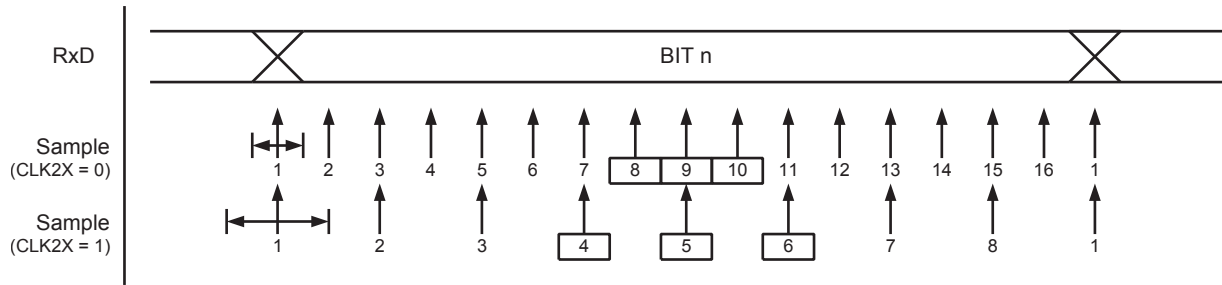 RxD BIT n
Sample
(CLK2X = 0) 1 2 3 4 5 6 7 8 9 10 11 12 13 14 15 16 1
Sample
(CLK2X = 1) 1 2 3 4 5 6 7 8 1